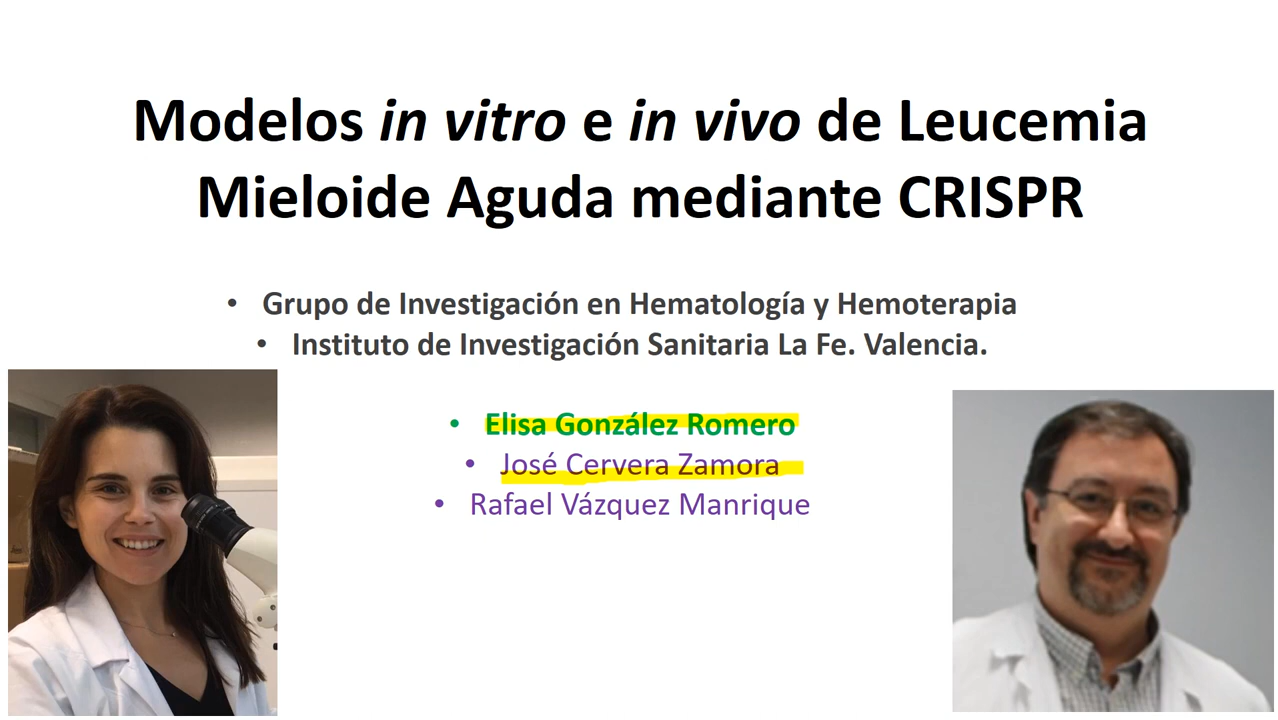 Modelos in vitro e in vivo de Leucemia
Mieloide Aguda mediante CRISPR
• Grupo de Investigación en Hematología y Hemoterapia
• Instituto de Investigación Sanitaria La Fe. Valencia.
• Elisa González Romero
• José Cervera Zamora
• Rafael Vázquez Manrique